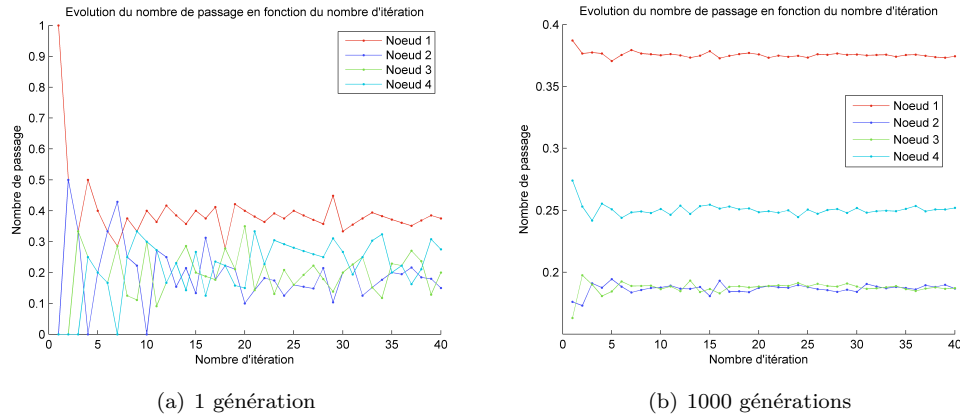 Evolution du nombre de passage en fonction du nombre d'itération
Nombre de passage
1
0.9
0.8
0.7
0.6
0.5
0.4
0.3
0.2
0.1
0
0 5 10 15 20 25 30 35 40
Nombre d'itération
Noeud 1
Noeud 2
Noeud 3
Noeud 4
(a) 1 génération
Evolution du nombre de passage en fonction du nombre d'itération
Nombre de passage
0.4
0.35
0.3
0.25
0.2
0 5 10 15 20 25 30 35 40
Nombre d'itération
Noeud 1
Noeud 2
Noeud 3
Noeud 4
(b) 1000 générations